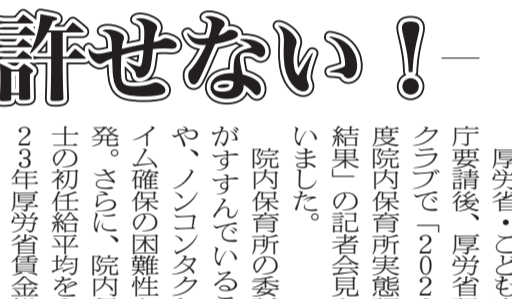 許せない！―
厚労省・こども
庁要請後、厚労省
クラブで「202
度院内保育所実態
結果」の記者会見
いました。
院内保育所の委
がすすんでいるこ
や、ノンコンタク
イム確保の困難性
発。さらに、院内
士の初任給平均を
23年厚労省賃金